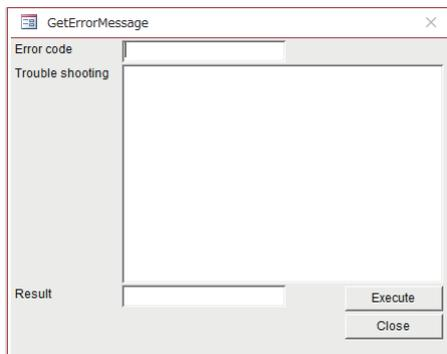 GetErrorMessage
Error code
Trouble shooting
Result
Execute
Close